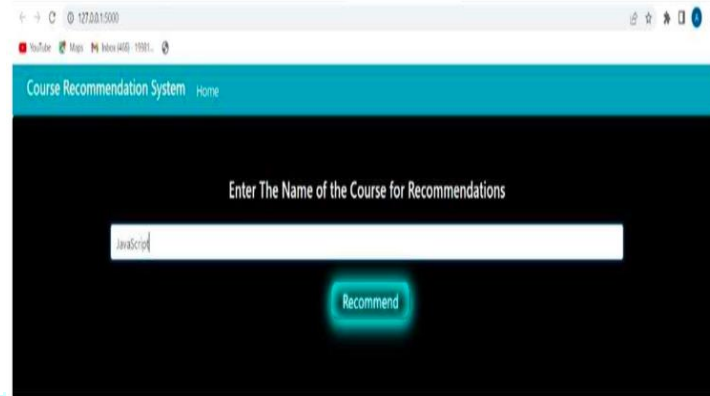 127.0.0.1:5000
YouTube Maps Inbox
Course Recommendation System Home
Enter The Name of the Course for Recommendations
JavaScript
Recommend